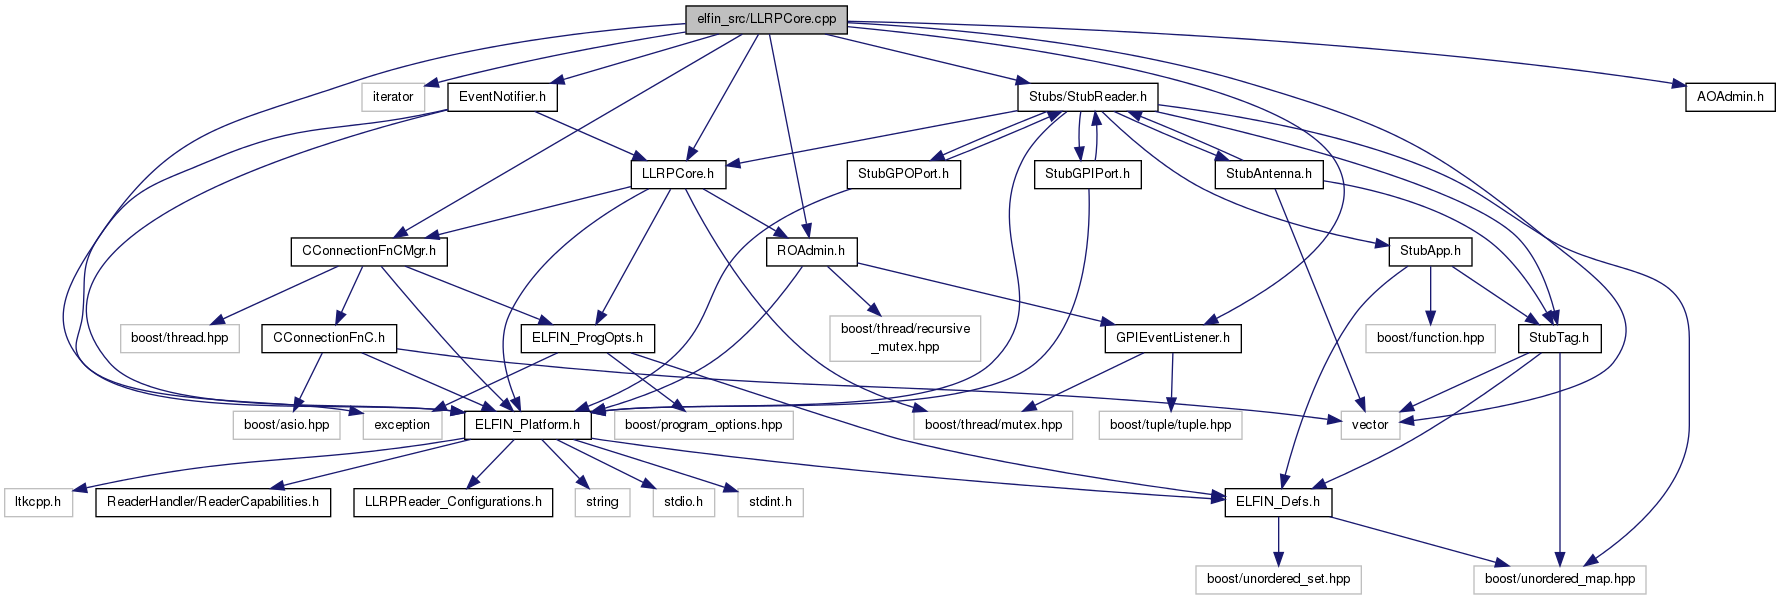 elfin_src/LLRPCore.cpp
iterator
EventNotifier.h
Stubs/StubReader.h
AOAdmin.h
LLRPCore.h
StubGPOPort.h
StubGPIPort.h
StubAntenna.h
CConnectionFnCMgr.h
ROAdmin.h
StubApp.h
boost/thread.hpp
CConnectionFnC.h
ELFIN_ProgOpts.h
boost/thread/recursive
_mutex.hpp
GPIEventListener.h
boost/function.hpp
StubTag.h
boost/asio.hpp
exception
ELFIN_Platform.h
boost/program_options.hpp
boost/thread/mutex.hpp
boost/tuple/tuple.hpp
vector
ltkcpp.h
ReaderHandler/ReaderCapabilities.h
LLRPReader_Configurations.h
string
stdio.h
stdint.h
ELFIN_Defs.h
boost/unordered_set.hpp
boost/unordered_map.hpp